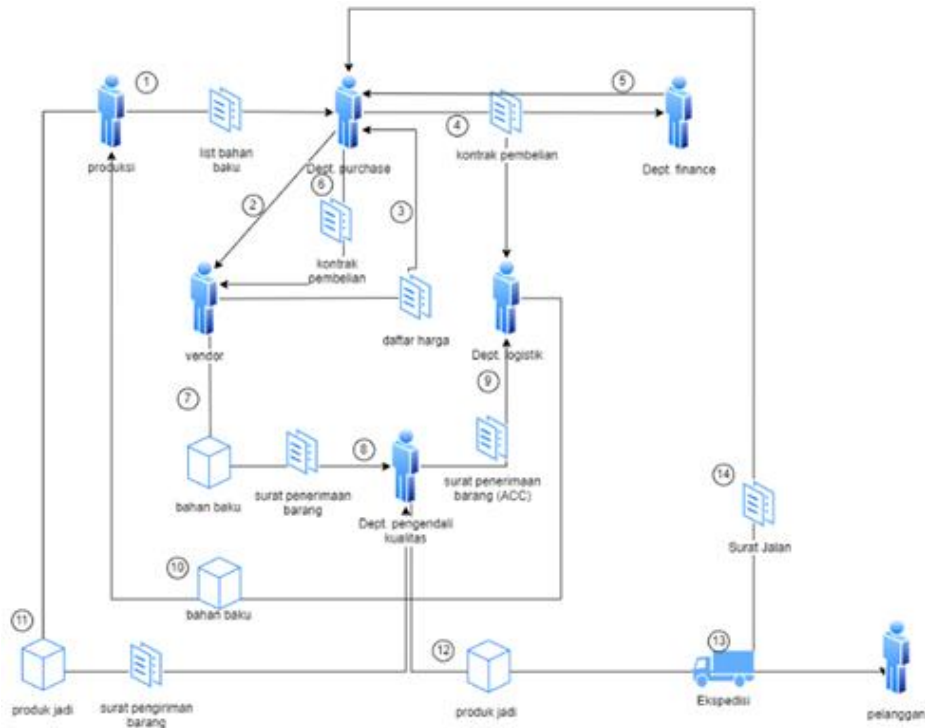 1
5
4
produksi
list bahan
baku
Dept. purchase
kontrak pembelian
Dept. finance
2
6
3
kontrak
pembelian
vendor
daftar harga
Dept. logistik
7
9
8
bahan baku
surat penerimaan
barang
Dept. pengendali
kualitas
surat penerimaan
barang (ACC)
14
Surat Jalan
10
bahan baku
11
12
13
produk jadi
surat pengiriman
barang
produk jadi
Ekspedisi
pelanggan